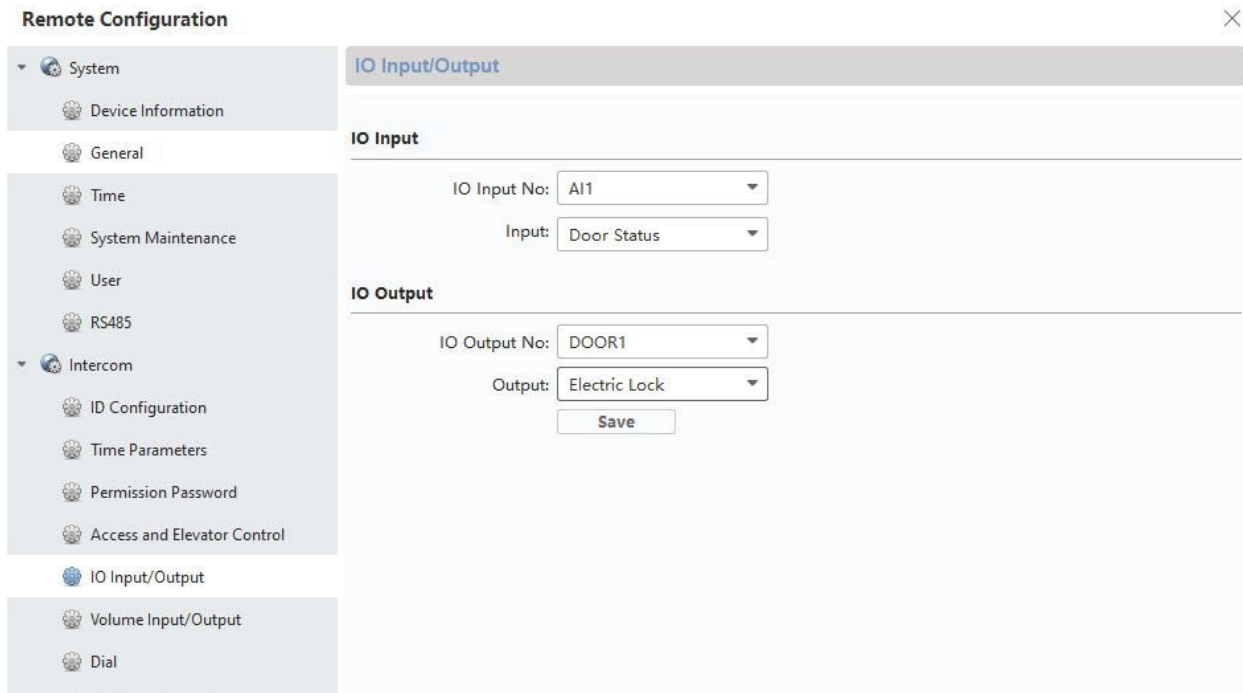 Remote Configuration
System
Device Information
General
Time
System Maintenance
User
RS485
Intercom
ID Configuration
Time Parameters
Permission Password
Access and Elevator Control
IO Input/Output
Volume Input/Output
Dial
IO Input/Output
IO Input
IO Input No: AI1
Input: Door Status
IO Output
IO Output No: DOOR1
Output: Electric Lock
Save